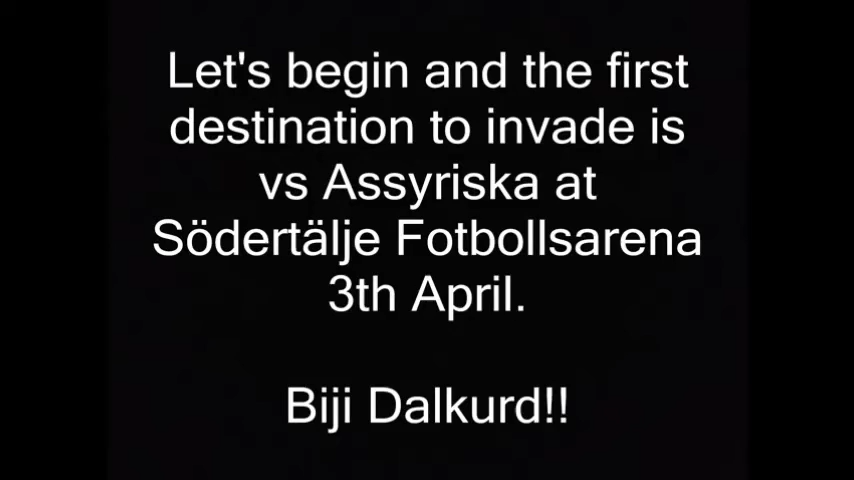 Let's begin and the first
destination to invade is
vs Assyriska at
Södertälje Fotbollsarena
3th April.
Biji Dalkurd!!